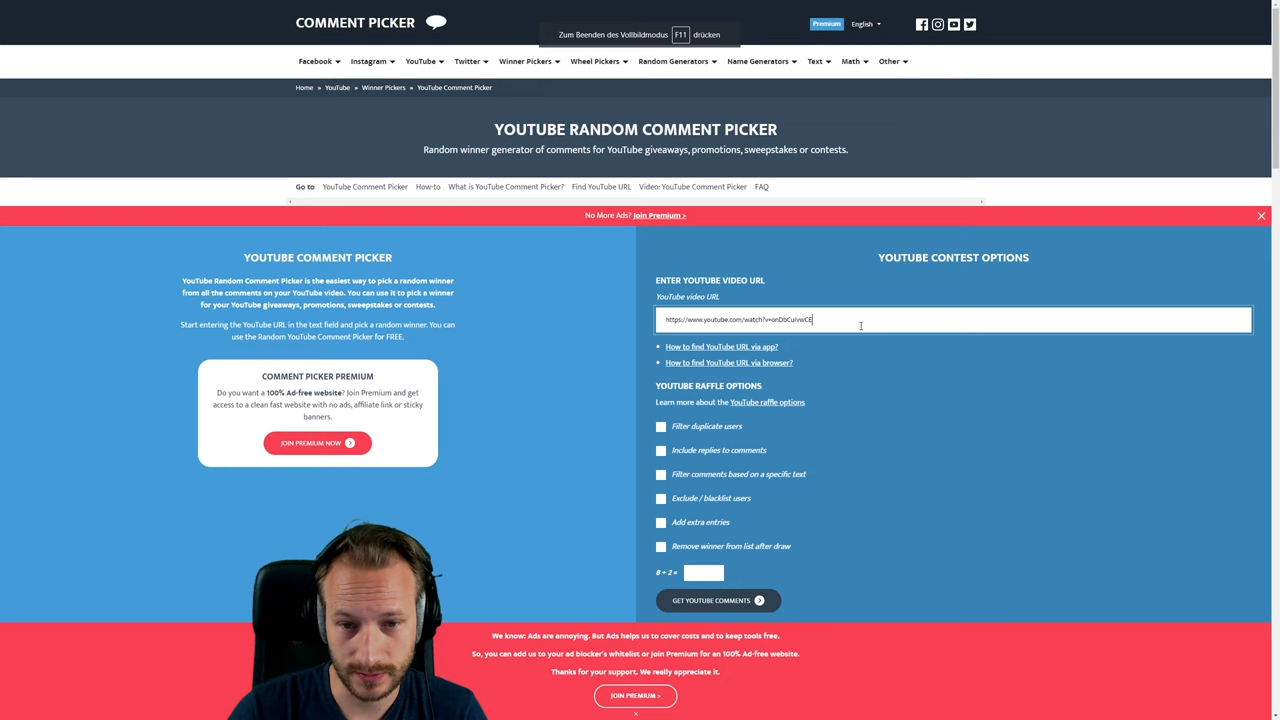 COMMENT PICKER
Zum Beenden des Vollbildmodus F11 drücken
Premium English
Facebook Instagram YouTube Twitter Winner Pickers Wheel Pickers Random Generators Name Generators Text Math Other
Home » YouTube » Winner Pickers » YouTube Comment Picker
YOUTUBE RANDOM COMMENT PICKER
Random winner generator of comments for YouTube giveaways, promotions, sweepstakes or contests.
Go to YouTube Comment Picker How-to What is YouTube Comment Picker? Find YouTube URL Video: YouTube Comment Picker FAQ
No More Ads? Join Premium >
YOUTUBE COMMENT PICKER
YouTube Random Comment Picker is the easiest way to pick a random winner
from all the comments on your YouTube video. You can use it to pick a winner
for your YouTube giveaways, promotions, sweepstakes or contests.
Start entering the YouTube URL in the text field and pick a random winner. You can
use the Random YouTube Comment Picker for FREE.
COMMENT PICKER PREMIUM
Do you want a 100% Ad-free website? Join Premium and get
access to a clean fast website with no ads, affiliate link or sticky
banners.
JOIN PREMIUM NOW
YOUTUBE CONTEST OPTIONS
ENTER YOUTUBE VIDEO URL
YouTube video URL
https://www.youtube.com/watch?v=onDbCuivwCE
• How to find YouTube URL via app?
• How to find YouTube URL via browser?
YOUTUBE RAFFLE OPTIONS
Learn more about the YouTube raffle options
Filter duplicate users
Include replies to comments
Filter comments based on a specific text
Exclude / blacklist users
Add extra entries
Remove winner from list after draw
8 ÷ 2 =
GET YOUTUBE COMMENTS
We know: Ads are annoying. But Ads helps us to cover costs and to keep tools free.
So, you can add us to your ad blocker's whitelist or join Premium for an 100% Ad-free website.
Thanks for your support. We really appreciate it.
JOIN PREMIUM >
×